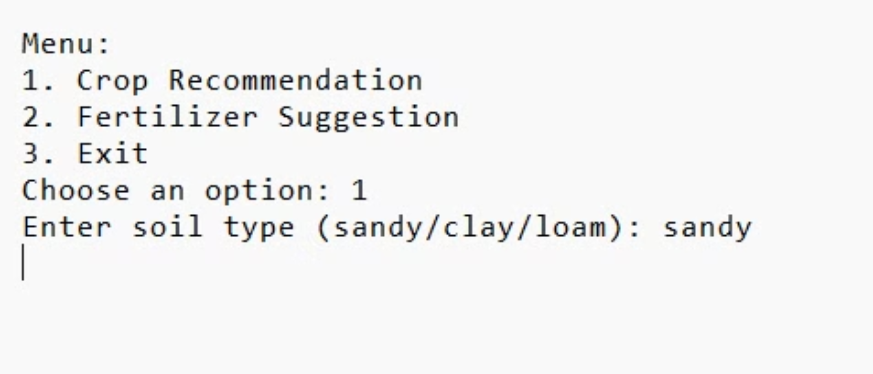 Menu:
1. Crop Recommendation
2. Fertilizer Suggestion
3. Exit
Choose an option: 1
Enter soil type (sandy/clay/loam): sandy